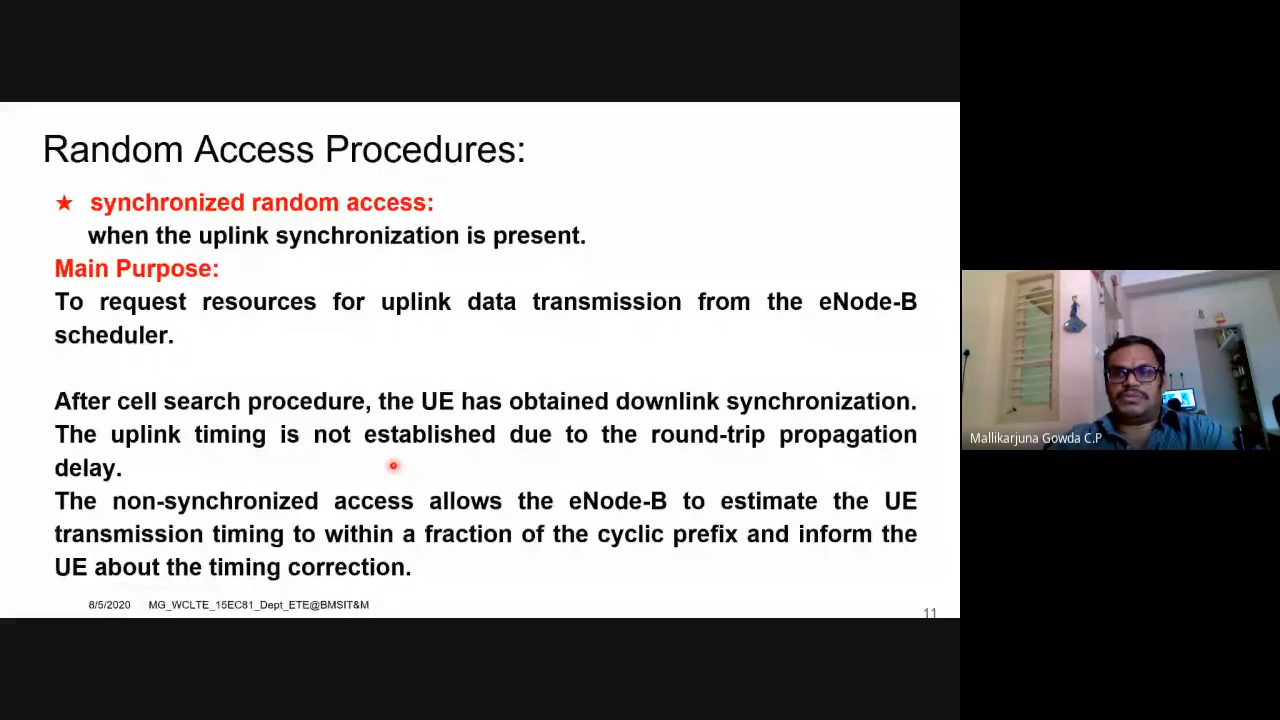 Random Access Procedures:
★ synchronized random access:
when the uplink synchronization is present.
Main Purpose:
To request resources for uplink data transmission from the eNode-B
scheduler.
After cell search procedure, the UE has obtained downlink synchronization.
The uplink timing is not established due to the round-trip propagation
delay.
The non-synchronized access allows the eNode-B to estimate the UE
transmission timing to within a fraction of the cyclic prefix and inform the
UE about the timing correction.
8/5/2020 MG_WCLTE_15EC81_Dept_ETE@BMSIT&M
11
Mallikarjuna Gowda C.P